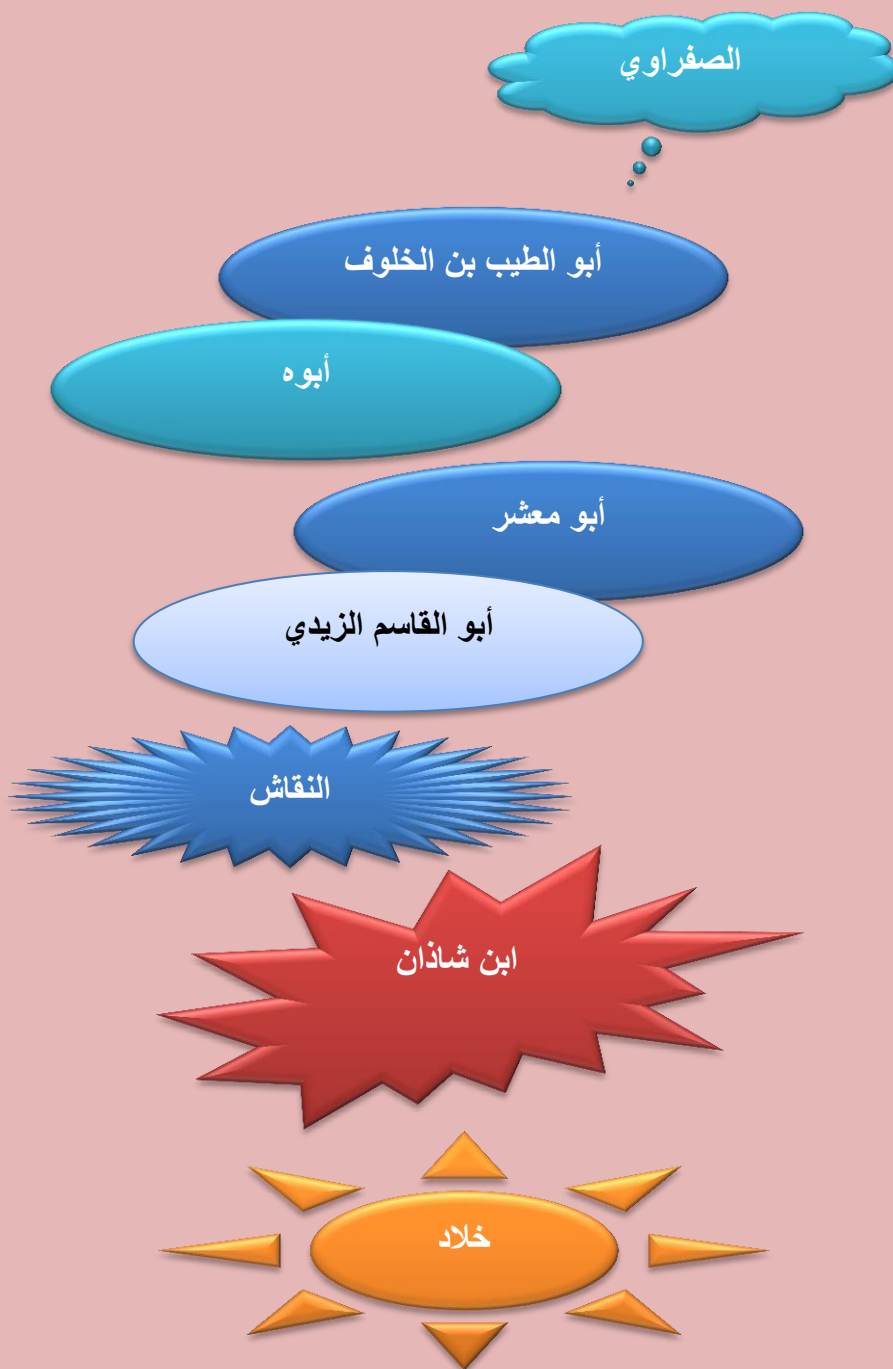 الصفراوي
أبو الطيب بن الخلوف
أبوه
أبو معشر
أبو القاسم الزيدي
النقاش
ابن شاذان
خلاد